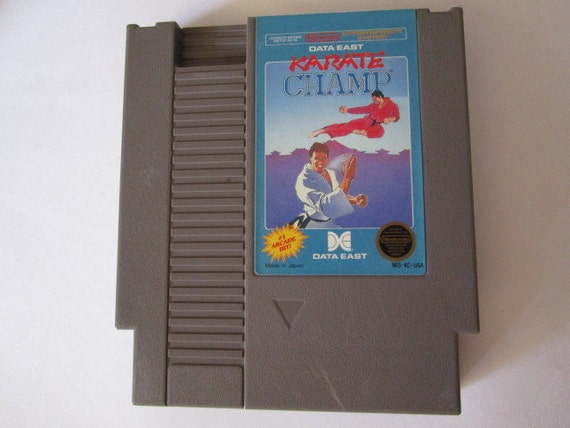 DATA EAST
KARATE
CHAMP
#1
ARCADE
HIT!
DATA EAST
Made in Japan
NES-KC-USA